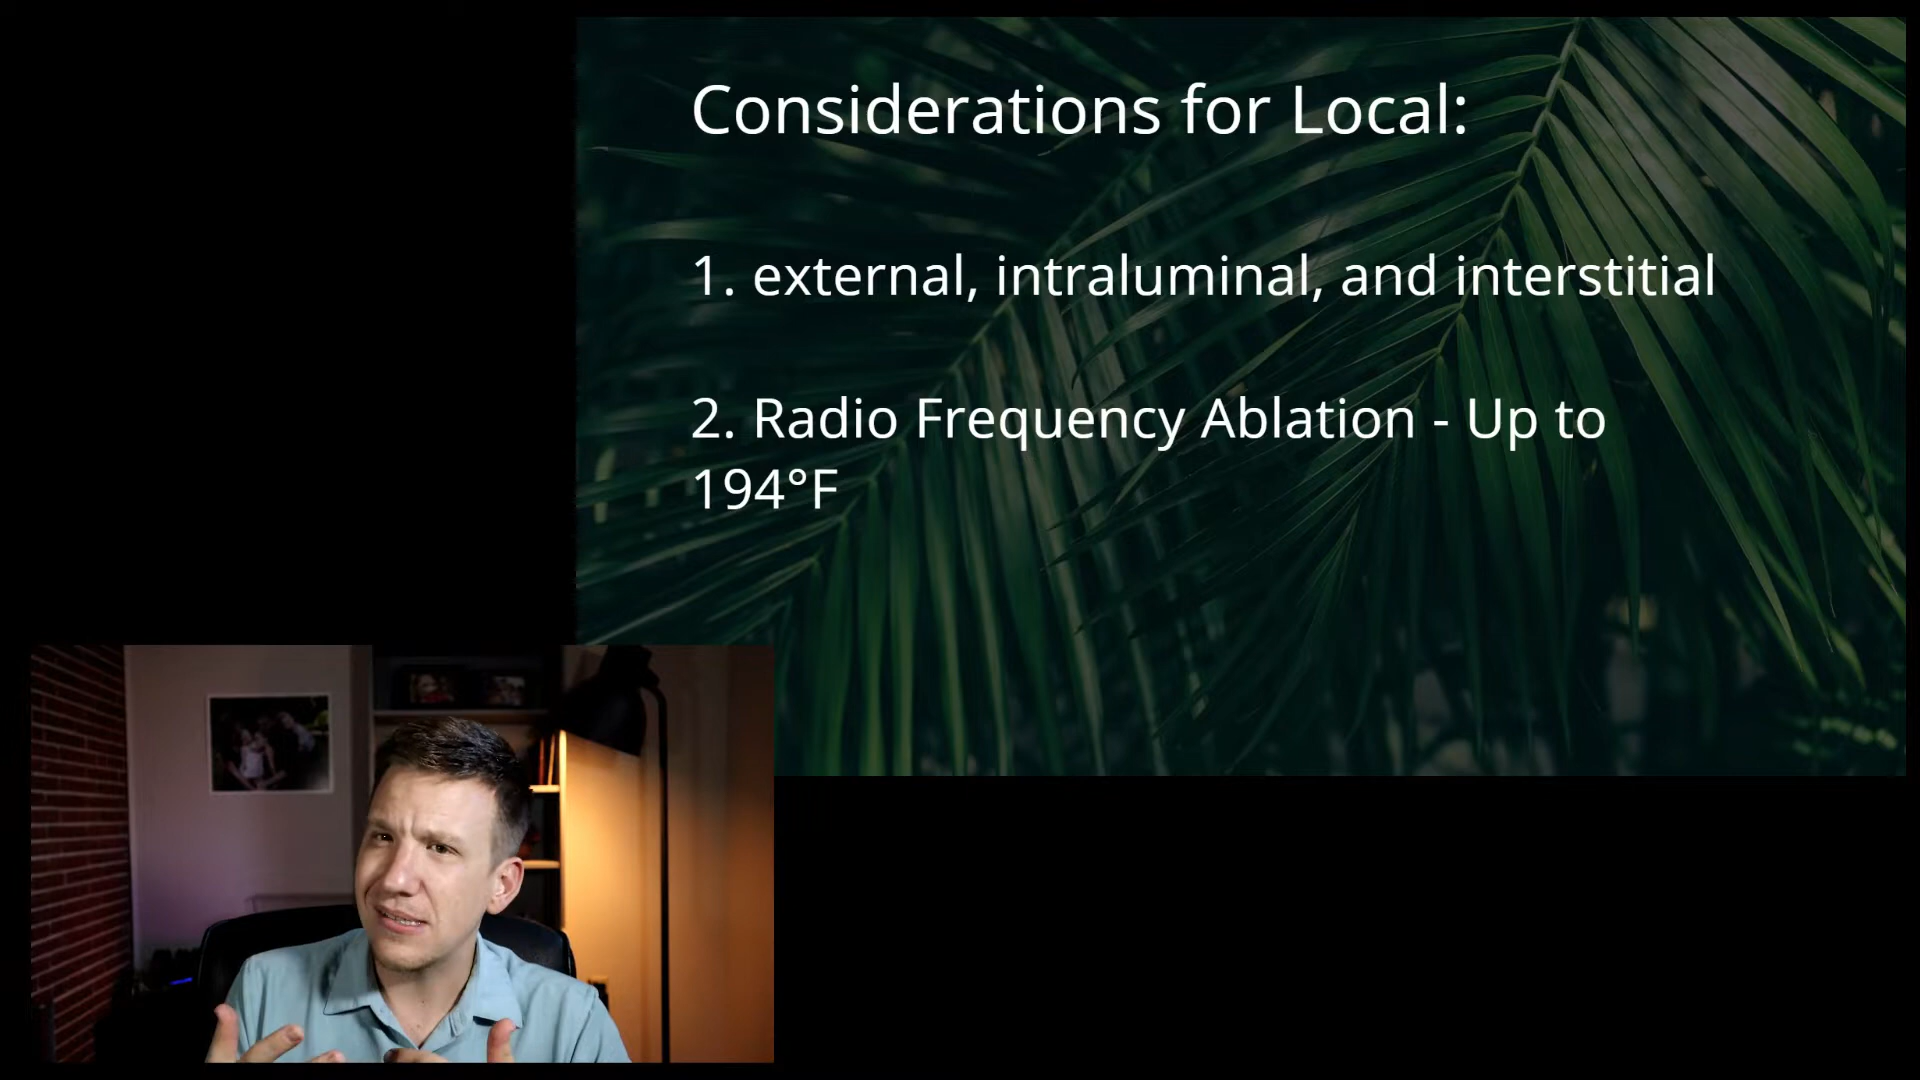 Considerations for Local:
1. external, intraluminal, and interstitial
2. Radio Frequency Ablation - Up to
194°F